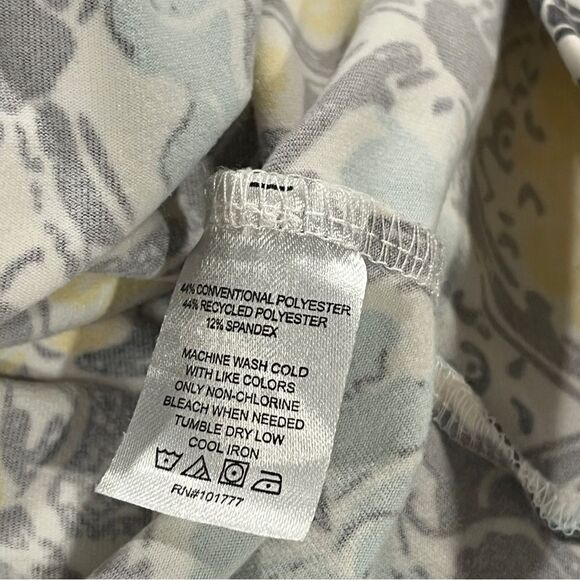 44% CONVENTIONAL POLYESTER
44% RECYCLED POLYESTER
12% SPANDEX
MACHINE WASH COLD
WITH LIKE COLORS
ONLY NON-CHLORINE
BLEACH WHEN NEEDED
TUMBLE DRY LOW
COOL IRON
RN#101777